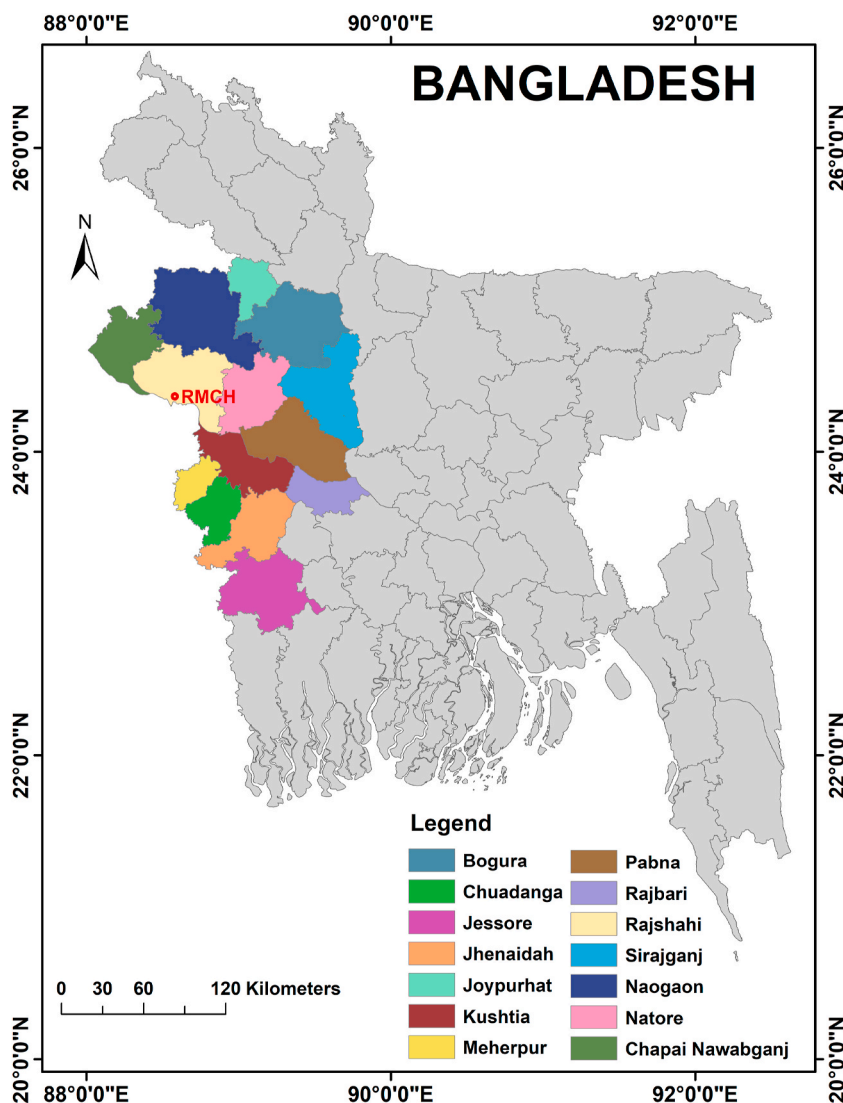 88°0'0"E 90°0'0"E 92°0'0"E
BANGLADESH
26°0'0"N 26°0'0"N
N
RMCH
24°0'0"N 24°0'0"N
22°0'0"N 22°0'0"N
Legend
Bogura Pabna
Chuadanga Rajbari
Jessore Rajshahi
Jhenaidah Sirajganj
Joypurhat Naogaon
Kushtia Natore
Meherpur Chapai Nawabganj
0 30 60 120 Kilometers
20°0'0"N 20°0'0"N
88°0'0"E 90°0'0"E 92°0'0"E